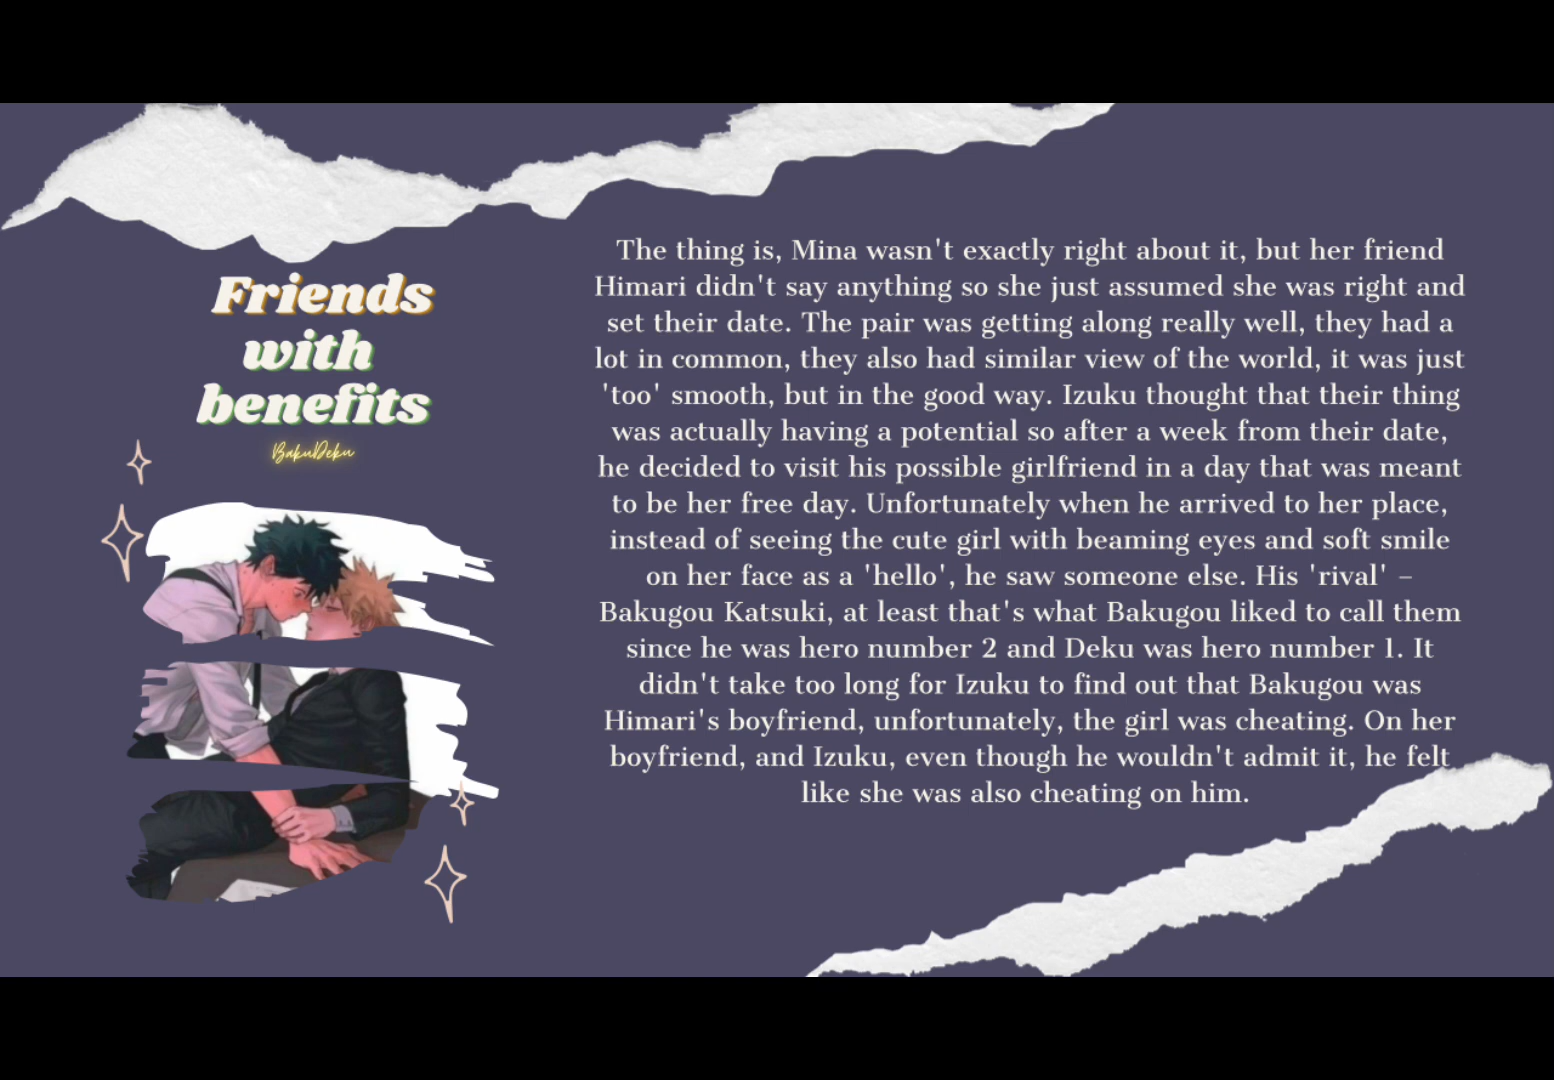 Friends
with
benefits
BakuDeku
The thing is, Mina wasn't exactly right about it, but her friend
Himari didn't say anything so she just assumed she was right and
set their date. The pair was getting along really well, they had a
lot in common, they also had similar view of the world, it was just
'too' smooth, but in the good way. Izuku thought that their thing
was actually having a potential so after a week from their date,
he decided to visit his possible girlfriend in a day that was meant
to be her free day. Unfortunately when he arrived to her place,
instead of seeing the cute girl with beaming eyes and soft smile
on her face as a 'hello', he saw someone else. His 'rival' –
Bakugou Katsuki, at least that's what Bakugou liked to call them
since he was hero number 2 and Deku was hero number 1. It
didn't take too long for Izuku to find out that Bakugou was
Himari's boyfriend, unfortunately, the girl was cheating. On her
boyfriend, and Izuku, even though he wouldn't admit it, he felt
like she was also cheating on him.